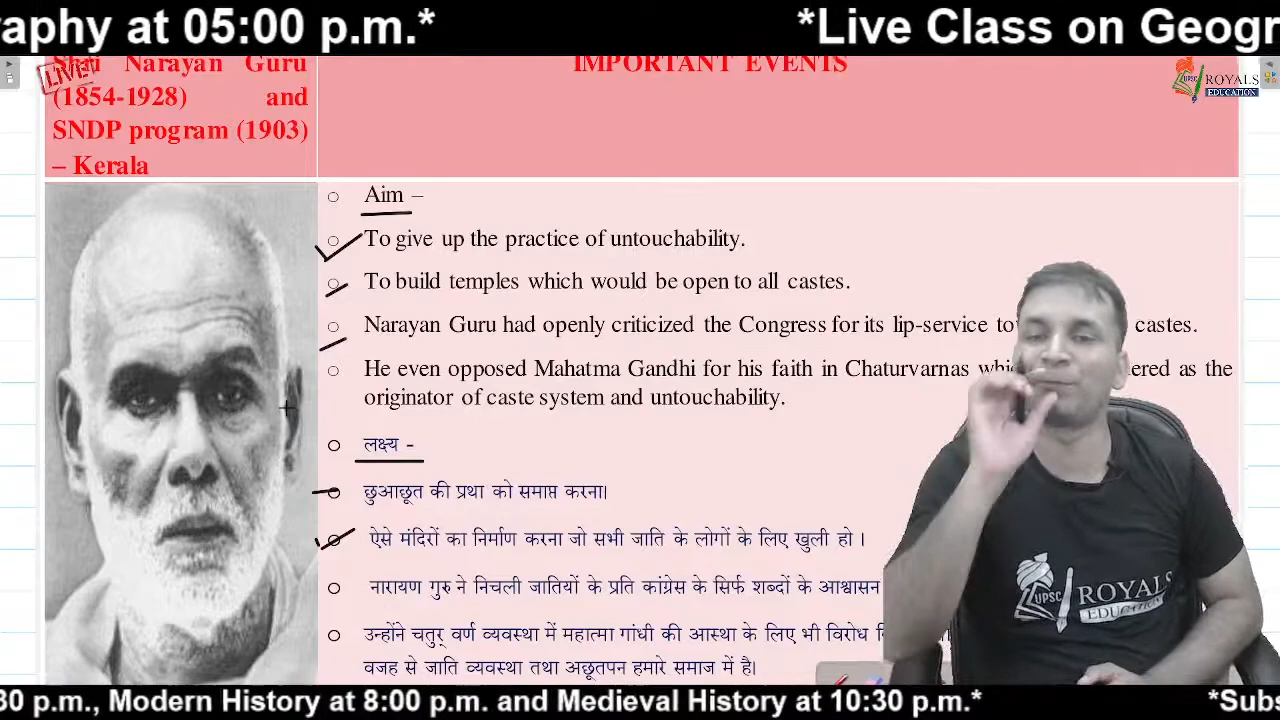 raphy at 05:00 p.m.*
*Live Class on Geogr
Shri Narayan Guru
(1854-1928) and
SNDP program (1903)
– Kerala
LIVE
IMPORTANT EVENTS
UPSC ROYALS
EDUCATION
Aim –
To give up the practice of untouchability.
To build temples which would be open to all castes.
Narayan Guru had openly criticized the Congress for its lip-service castes.
He even opposed Mahatma Gandhi for his faith in Chaturvarnas as the
originator of caste system and untouchability.
लक्ष्य -
छुआछूत की प्रथा को समाप्त करना।
ऐसे मंदिरों का निर्माण करना जो सभी जाति के लोगों के लिए खुली हो ।
नारायण गुरु ने निचली जातियों के प्रति कांग्रेस के सिर्फ शब्दों के आश्वासन
उन्होंने चतुर् वर्ण व्यवस्था में महात्मा गांधी की आस्था के लिए भी विरोध
वजह से जाति व्यवस्था तथा अछूतपन हमारे समाज में है।
UPSC ROYALS
EDUCATION
30 p.m., Modern History at 8:00 p.m. and Medieval History at 10:30 p.m.*
*Subs